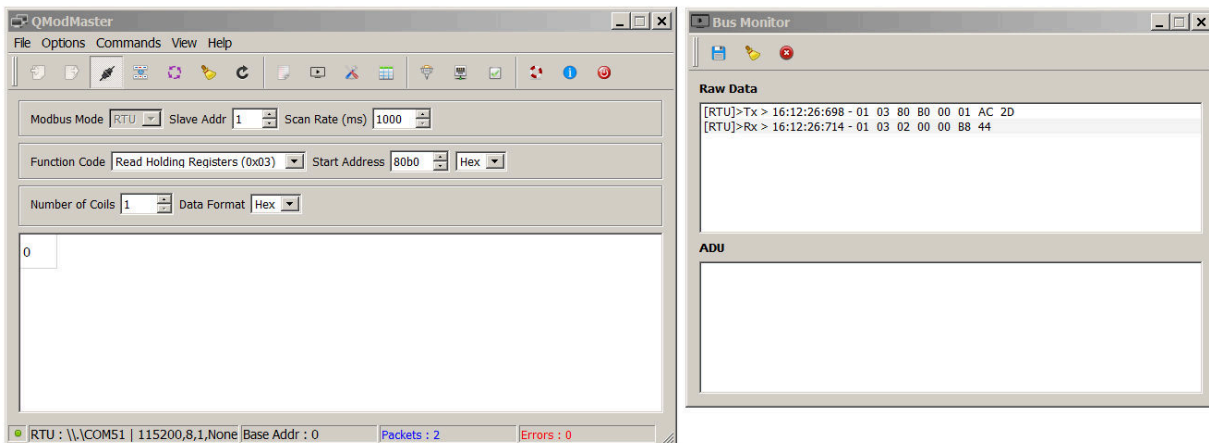 QModMaster
File Options Commands View Help
Modbus Mode RTU Slave Addr 1 Scan Rate (ms) 1000
Function Code Read Holding Registers (0x03) Start Address 80b0 Hex
Number of Coils 1 Data Format Hex
0
RTU : \\.\COM51 | 115200,8,1,None Base Addr : 0 Packets : 2 Errors : 0
Bus Monitor
Raw Data
[RTU]>Tx > 16:12:26:698 - 01 03 80 B0 00 01 AC 2D
[RTU]>Rx > 16:12:26:714 - 01 03 02 00 00 B8 44
ADU